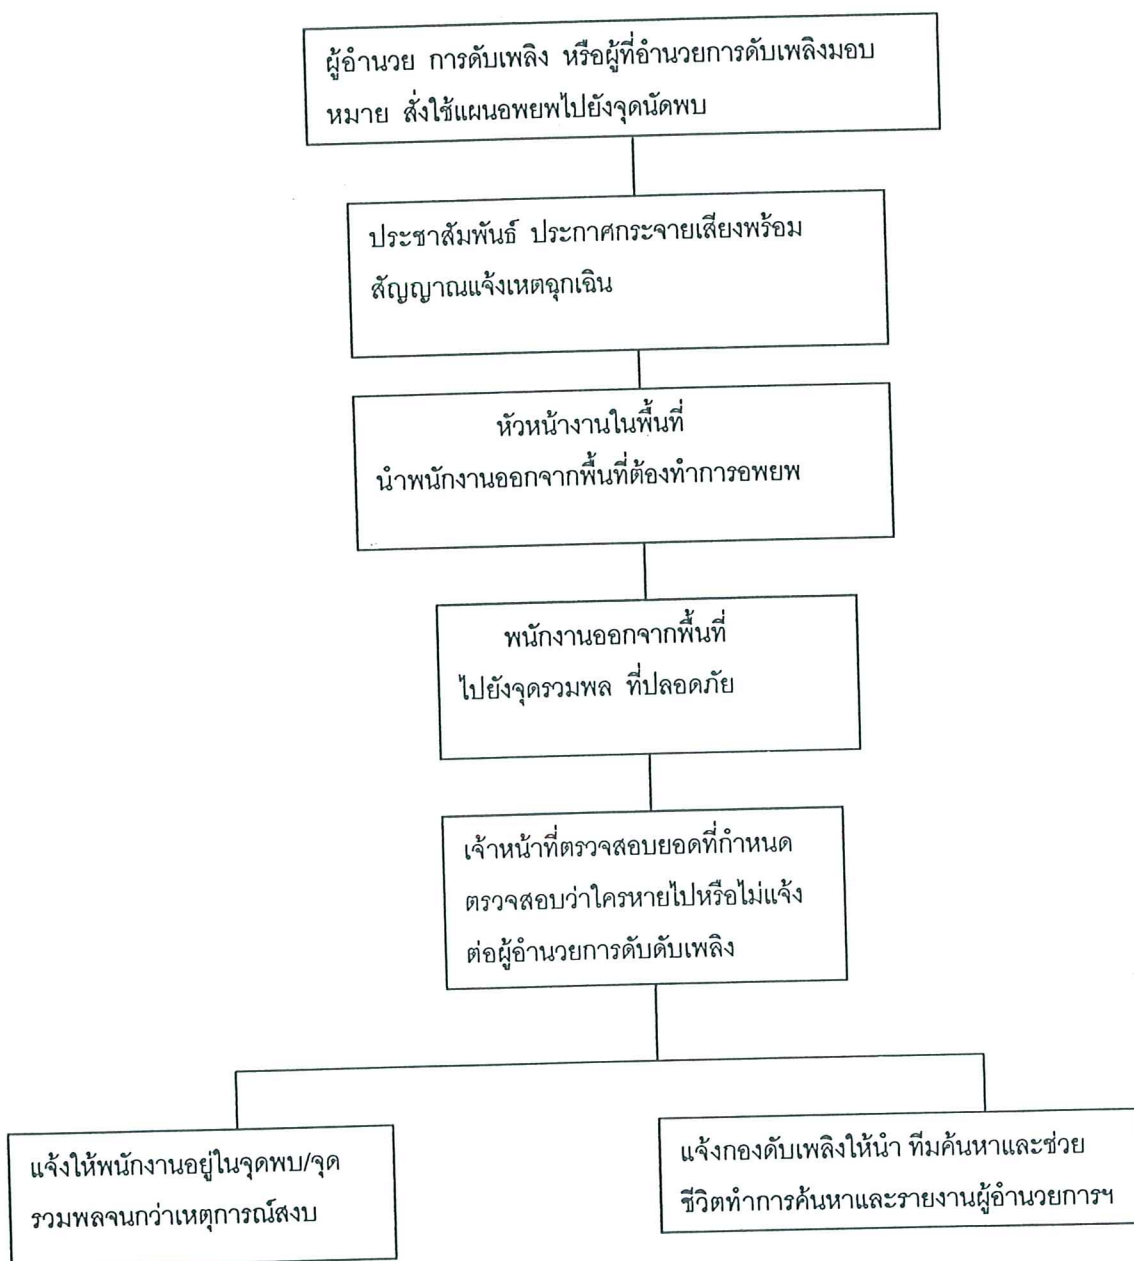 ผู้อำนวย การดับเพลิง หรือผู้ที่อำนวยการดับเพลิงมอบ
หมาย สั่งใช้แผนอพยพไปยังจุดนัดพบ
ประชาสัมพันธ์ ประกาศกระจายเสียงพร้อม
สัญญาณแจ้งเหตฉุกเฉิน
หัวหน้างานในพื้นที่
นำพนักงานออกจากพื้นที่ต้องทำการอพยพ
พนักงานออกจากพื้นที่
ไปยังจุดรวมพล ที่ปลอดภัย
เจ้าหน้าที่ตรวจสอบยอดที่กำหนด
ตรวจสอบว่าใครหายไปหรือไม่แจ้ง
ต่อผู้อำนวยการดับดับเพลิง
แจ้งให้พนักงานอยู่ในจุดพบ/จุด
รวมพลจนกว่าเหตุการณ์สงบ
แจ้งกองดับเพลิงให้นำ ทีมค้นหาและช่วย
ชีวิตทำการค้นหาและรายงานผู้อำนวยการฯ